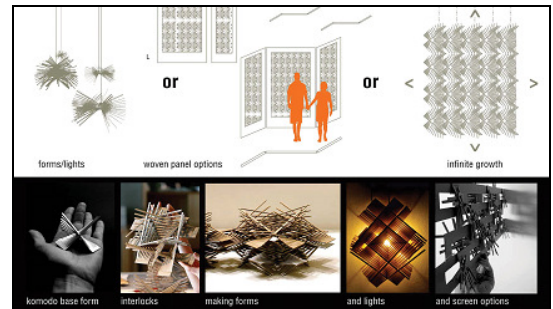 L
or
or
forms/lights
woven panel options
infinite growth
komodo base form
interlocks
making forms
and lights
and screen options